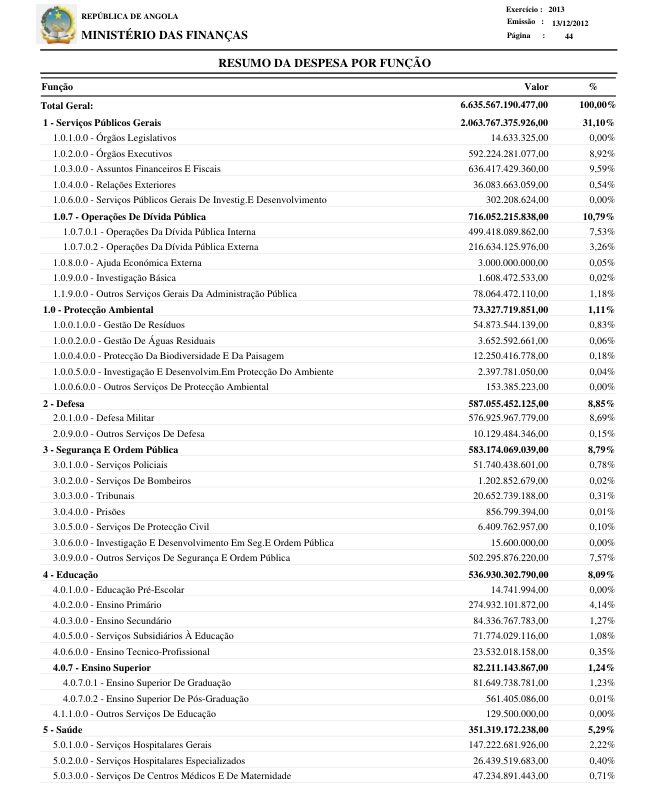 REPÚBLICA DE ANGOLA
MINISTÉRIO DAS FINANÇAS
Exercício : 2013
Emissão : 13/12/2012
Página : 44
RESUMO DA DESPESA POR FUNÇÃO
Função Valor %
Total Geral: 6.635.567.190.477,00 100,00%
1 - Serviços Públicos Gerais 2.063.767.375.926,00 31,10%
1.0.1.0.0 - Órgãos Legislativos 14.633.325,00 0,00%
1.0.2.0.0 - Órgãos Executivos 592.224.281.077,00 8,92%
1.0.3.0.0 - Assuntos Financeiros E Fiscais 636.417.429.360,00 9,59%
1.0.4.0.0 - Relações Exteriores 36.083.663.059,00 0,54%
1.0.6.0.0 - Serviços Públicos Gerais De Investig.E Desenvolvimento 302.208.624,00 0,00%
1.0.7 - Operações De Dívida Pública 716.052.215.838,00 10,79%
1.0.7.0.1 - Operações Da Dívida Pública Interna 499.418.089.862,00 7,53%
1.0.7.0.2 - Operações Da Dívida Pública Externa 216.634.125.976,00 3,26%
1.0.8.0.0 - Ajuda Económica Externa 3.000.000.000,00 0,05%
1.0.9.0.0 - Investigação Básica 1.608.472.533,00 0,02%
1.1.9.0.0 - Outros Serviços Gerais Da Administração Pública 78.064.472.110,00 1,18%
1.0 - Protecção Ambiental 73.327.719.851,00 1,11%
1.0.0.1.0.0 - Gestão De Resíduos 54.873.544.139,00 0,83%
1.0.0.2.0.0 - Gestão De Águas Residuais 3.652.592.661,00 0,06%
1.0.0.4.0.0 - Protecção Da Biodiversidade E Da Paisagem 12.250.416.778,00 0,18%
1.0.0.5.0.0 - Investigação E Desenvolvim.Em Protecção Do Ambiente 2.397.781.050,00 0,04%
1.0.0.6.0.0 - Outros Serviços De Protecção Ambiental 153.385.223,00 0,00%
2 - Defesa 587.055.452.125,00 8,85%
2.0.1.0.0 - Defesa Militar 576.925.967.779,00 8,69%
2.0.9.0.0 - Outros Serviços De Defesa 10.129.484.346,00 0,15%
3 - Segurança E Ordem Pública 583.174.069.039,00 8,79%
3.0.1.0.0 - Serviços Policiais 51.740.438.601,00 0,78%
3.0.2.0.0 - Serviços De Bombeiros 1.202.852.679,00 0,02%
3.0.3.0.0 - Tribunais 20.652.739.188,00 0,31%
3.0.4.0.0 - Prisões 856.799.394,00 0,01%
3.0.5.0.0 - Serviços De Protecção Civil 6.409.762.957,00 0,10%
3.0.6.0.0 - Investigação E Desenvolvimento Em Seg.E Ordem Pública 15.600.000,00 0,00%
3.0.9.0.0 - Outros Serviços De Segurança E Ordem Pública 502.295.876.220,00 7,57%
4 - Educação 536.930.302.790,00 8,09%
4.0.1.0.0 - Educação Pré-Escolar 14.741.994,00 0,00%
4.0.2.0.0 - Ensino Primário 274.932.101.872,00 4,14%
4.0.3.0.0 - Ensino Secundário 84.336.767.783,00 1,27%
4.0.5.0.0 - Serviços Subsidiários À Educação 71.774.029.116,00 1,08%
4.0.6.0.0 - Ensino Tecnico-Profissional 23.532.018.158,00 0,35%
4.0.7 - Ensino Superior 82.211.143.867,00 1,24%
4.0.7.0.1 - Ensino Superior De Graduação 81.649.738.781,00 1,23%
4.0.7.0.2 - Ensino Superior De Pós-Graduação 561.405.086,00 0,01%
4.1.1.0.0 - Outros Serviços De Educação 129.500.000,00 0,00%
5 - Saúde 351.319.172.238,00 5,29%
5.0.1.0.0 - Serviços Hospitalares Gerais 147.222.681.926,00 2,22%
5.0.2.0.0 - Serviços Hospitalares Especializados 26.439.519.683,00 0,40%
5.0.3.0.0 - Serviços De Centros Médicos E De Maternidade 47.234.891.443,00 0,71%